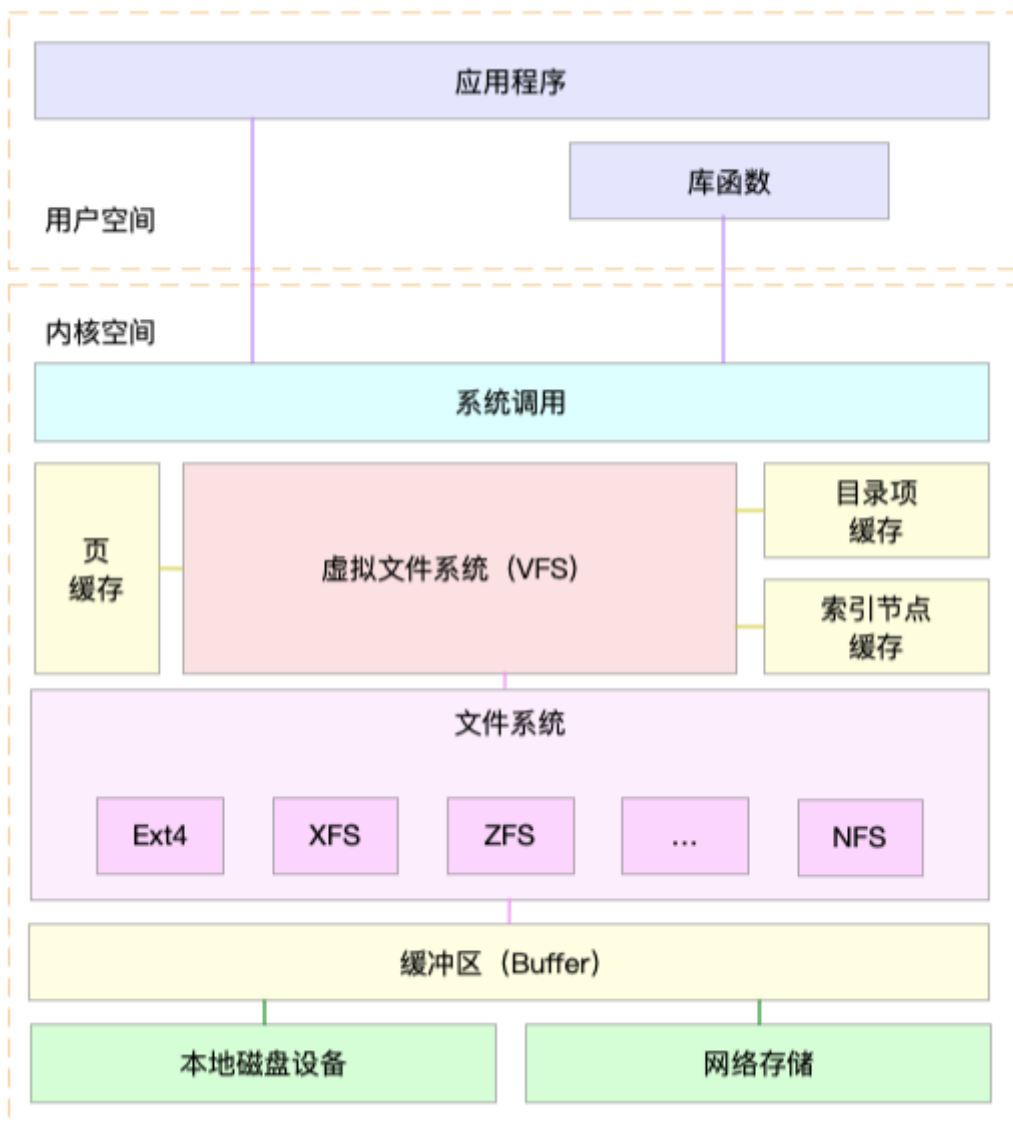 应用程序
库函数
用户空间
内核空间
系统调用
页
缓存
虚拟文件系统（VFS）
目录项
缓存
索引节点
缓存
文件系统
Ext4
XFS
ZFS
...
NFS
缓冲区（Buffer）
本地磁盘设备
网络存储